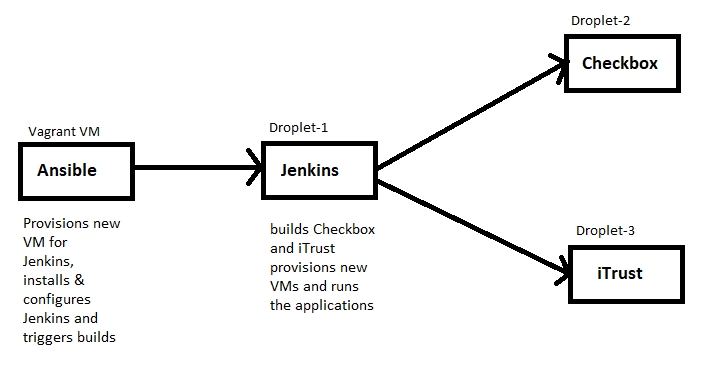 Vagrant VM
Ansible
Provisions new
VM for
Jenkins,
installs &
configures
Jenkins and
triggers builds
Droplet-1
Jenkins
builds Checkbox
and iTrust
provisions new
VMs and runs
the applications
Droplet-2
Checkbox
Droplet-3
iTrust